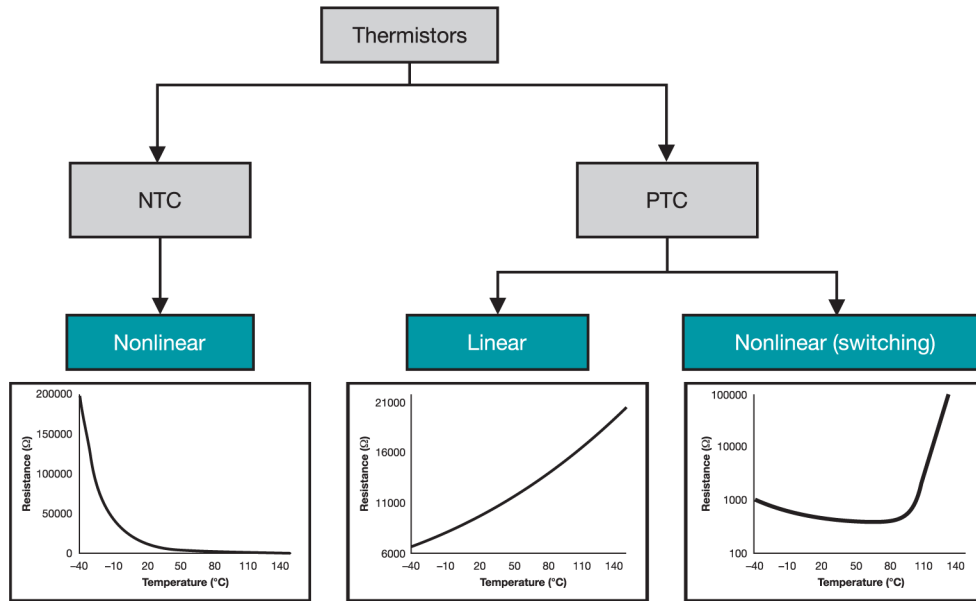 Thermistors
NTC
PTC
Nonlinear
Linear
Nonlinear (switching)
200000
150000
100000
50000
0
Resistance (Ω)
−40 −10 20 50 80 110 140
Temperature (°C)
21000
16000
11000
6000
Resistance (Ω)
−40 −10 20 50 80 110 140
Temperature (°C)
100000
10000
1000
100
Resistance (Ω)
−40 −10 20 50 80 110 140
Temperature (°C)